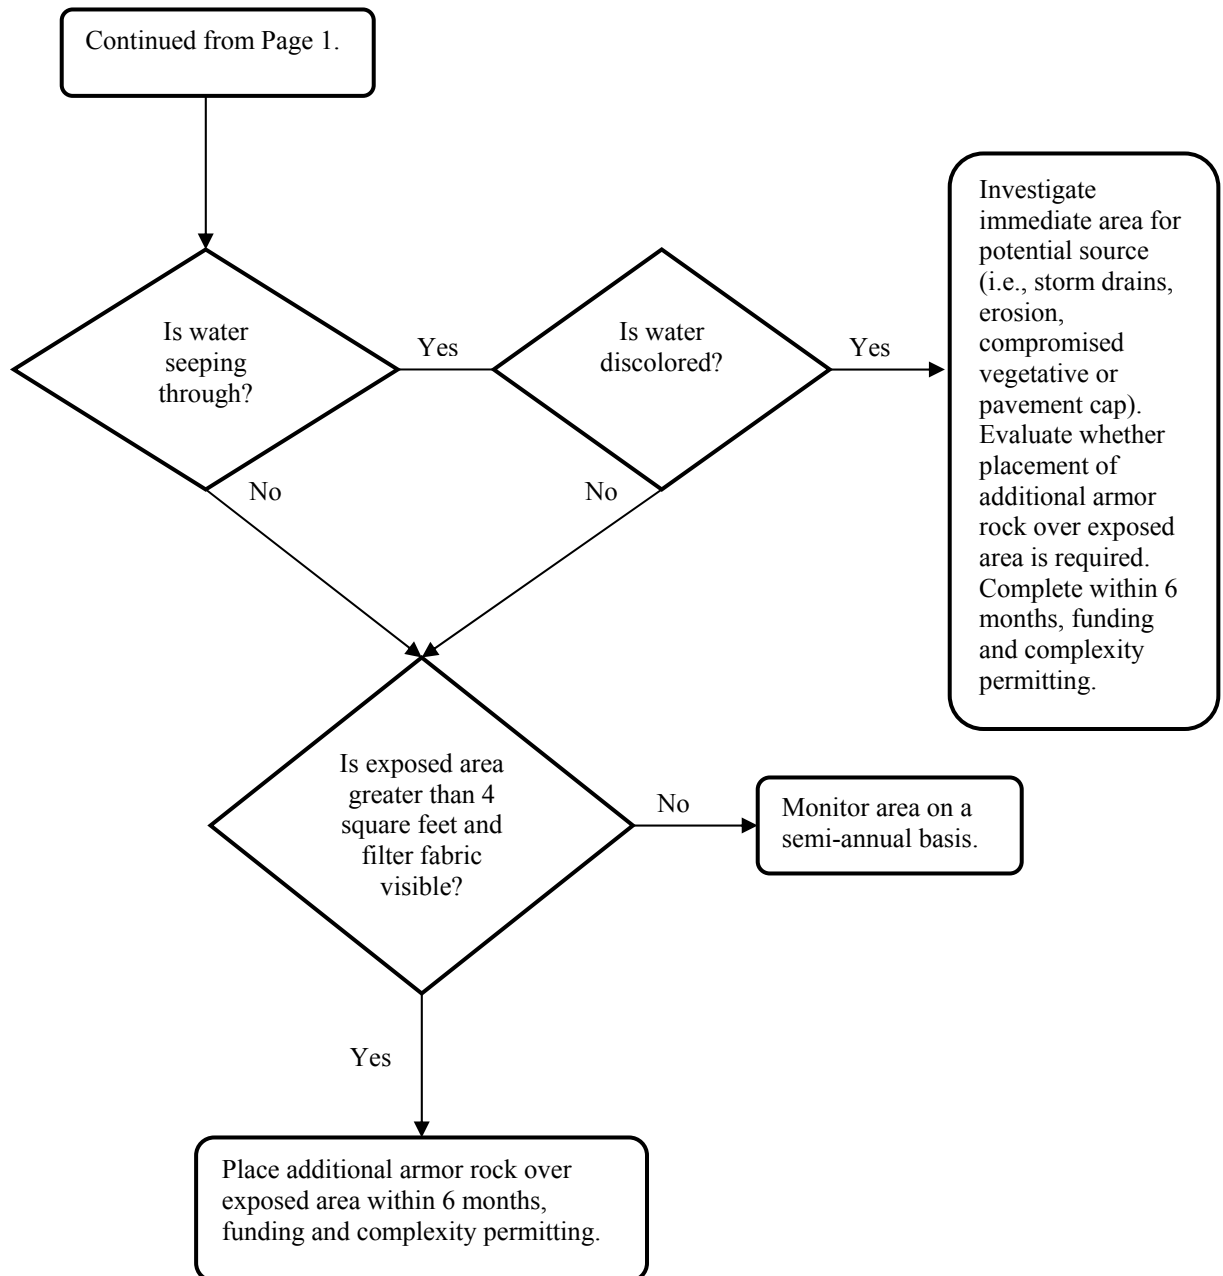 Continued from Page 1.
Is water
seeping
through?
Yes
Is water
discolored?
Yes
Investigate
immediate area for
potential source
(i.e., storm drains,
erosion,
compromised
vegetative or
pavement cap).
Evaluate whether
placement of
additional armor
rock over exposed
area is required.
Complete within 6
months, funding
and complexity
permitting.
No
No
Is exposed area
greater than 4
square feet and
filter fabric
visible?
No
Monitor area on a
semi-annual basis.
Yes
Place additional armor rock over
exposed area within 6 months,
funding and complexity permitting.